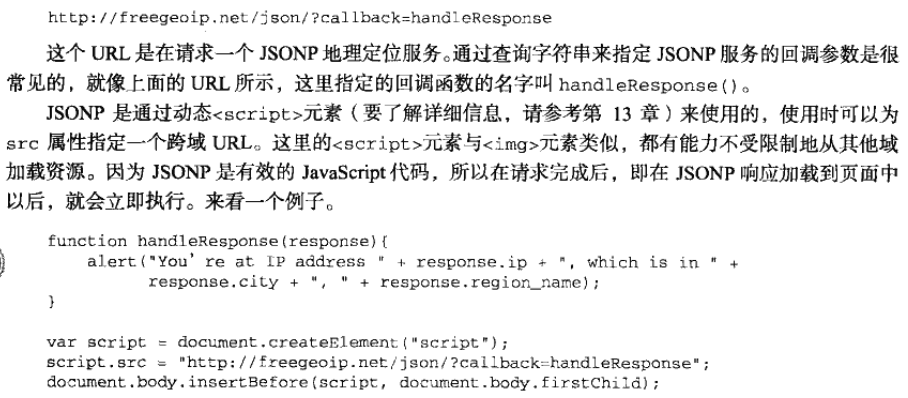 http://freegeoip.net/json/?callback=handleResponse
这个 URL 是在请求一个 JSONP 地理定位服务。通过查询字符串来指定 JSONP 服务的回调参数是很
常见的，就像上面的 URL 所示，这里指定的回调函数的名字叫 handleResponse()。
JSONP 是通过动态<script>元素（要了解详细信息，请参考第 13 章）来使用的，使用时可以为
src 属性指定一个跨域 URL。这里的<script>元素与<img>元素类似，都有能力不受限制地从其他域
加载资源。因为 JSONP 是有效的 JavaScript 代码，所以在请求完成后，即在 JSONP 响应加载到页面中
以后，就会立即执行。来看一个例子。
function handleResponse(response){
alert("You're at IP address " + response.ip + ", which is in " +
response.city + ", " + response.region_name);
}
var script = document.createElement("script");
script.src = "http://freegeoip.net/json/?callback=handleResponse";
document.body.insertBefore(script, document.body.firstChild);